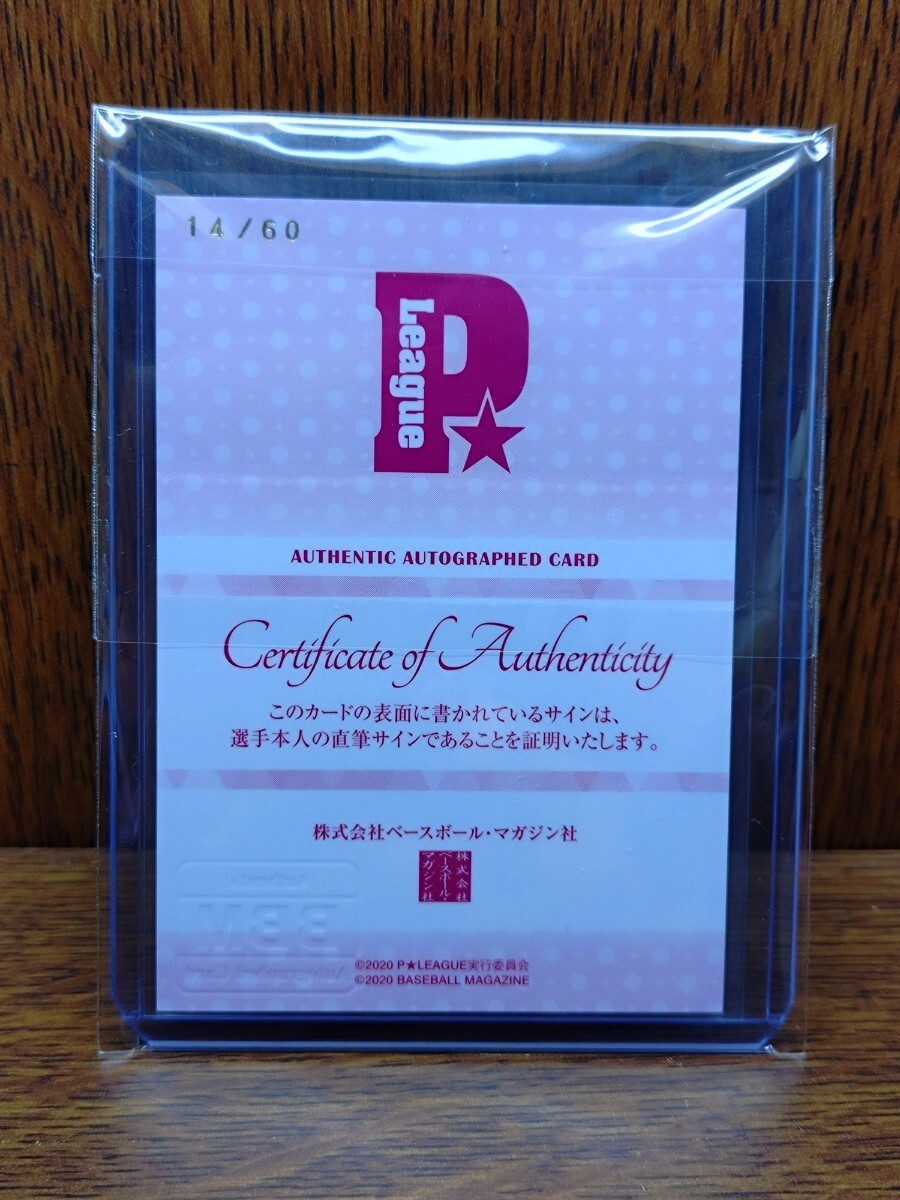 14/60
P League
AUTHENTIC AUTOGRAPHED CARD
Certificate of Authenticity
このカードの表面に書かれているサインは、
選手本人の直筆サインであることを証明いたします。
株式会社ベースボール・マガジン社
株式会社
ベースボール・
マガジン社
©2020 P★LEAGUE実行委員会
©2020 BASEBALL MAGAZINE
Authentic
BBM
Autographed Card